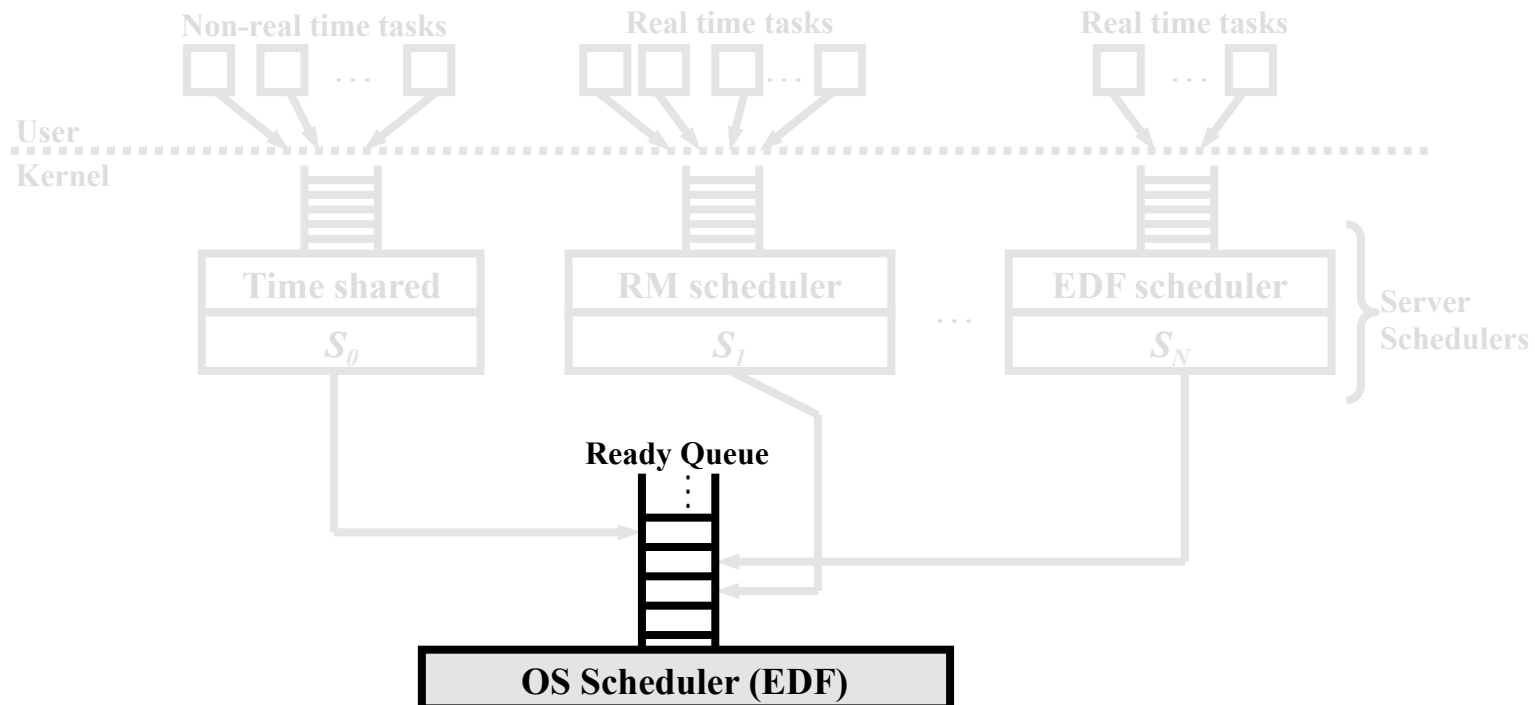 Non-real time tasks
Real time tasks
Real time tasks
. . .
. . .
. . .
User
Kernel
Time shared
RM scheduler
EDF scheduler
S0
S1
. . .
SN
Server
Schedulers
Ready Queue
OS Scheduler (EDF)